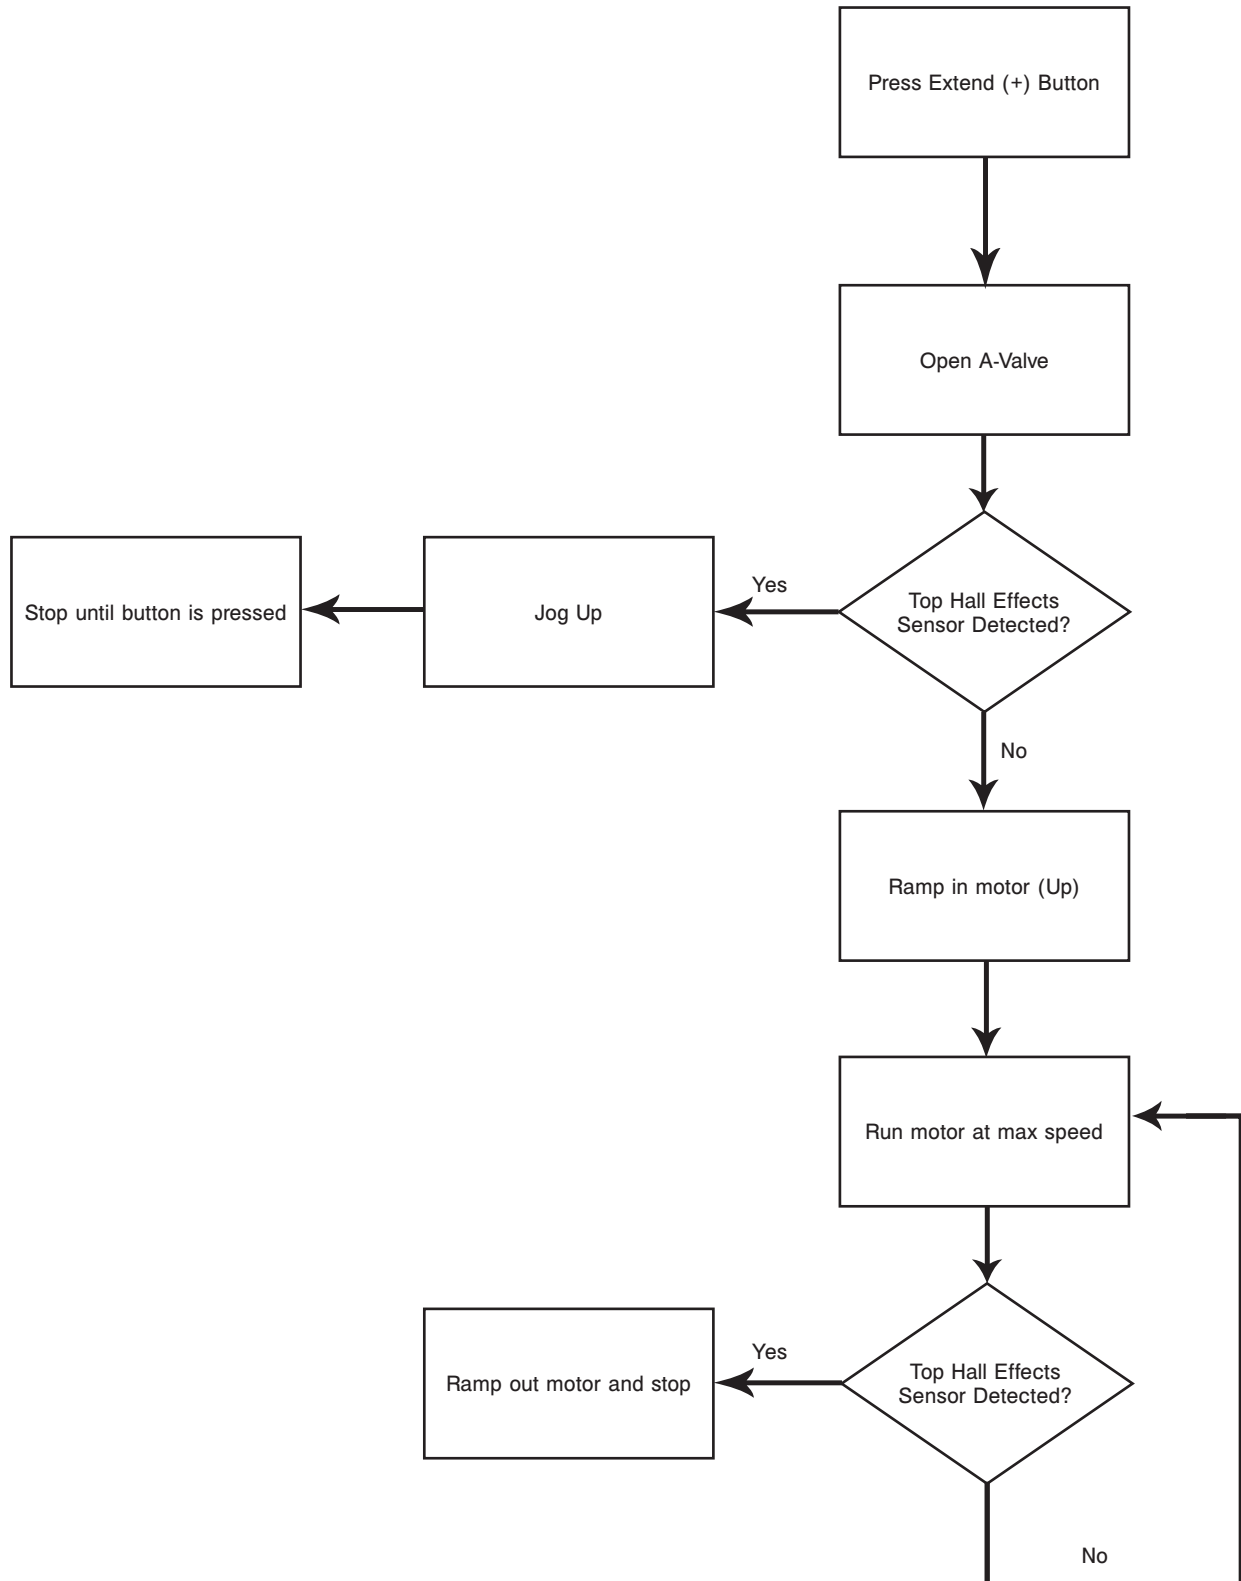 Press Extend (+) Button
Open A-Valve
Top Hall Effects
Sensor Detected?
Yes
Jog Up
Stop until button is pressed
No
Ramp in motor (Up)
Run motor at max speed
Top Hall Effects
Sensor Detected?
Yes
Ramp out motor and stop
No